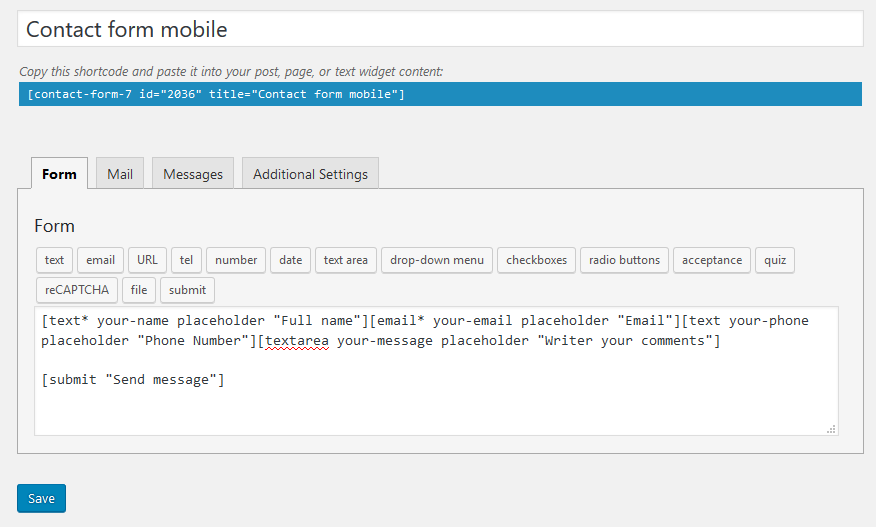 Contact form mobile
Copy this shortcode and paste it into your post, page, or text widget content:
[contact-form-7 id="2036" title="Contact form mobile"]
Form Mail Messages Additional Settings
Form
text email URL tel number date text area drop-down menu checkboxes radio buttons acceptance quiz
reCAPTCHA file submit
[text* your-name placeholder "Full name"][email* your-email placeholder "Email"][text your-phone
placeholder "Phone Number"][textarea your-message placeholder "Writer your comments"]
[submit "Send message"]
Save